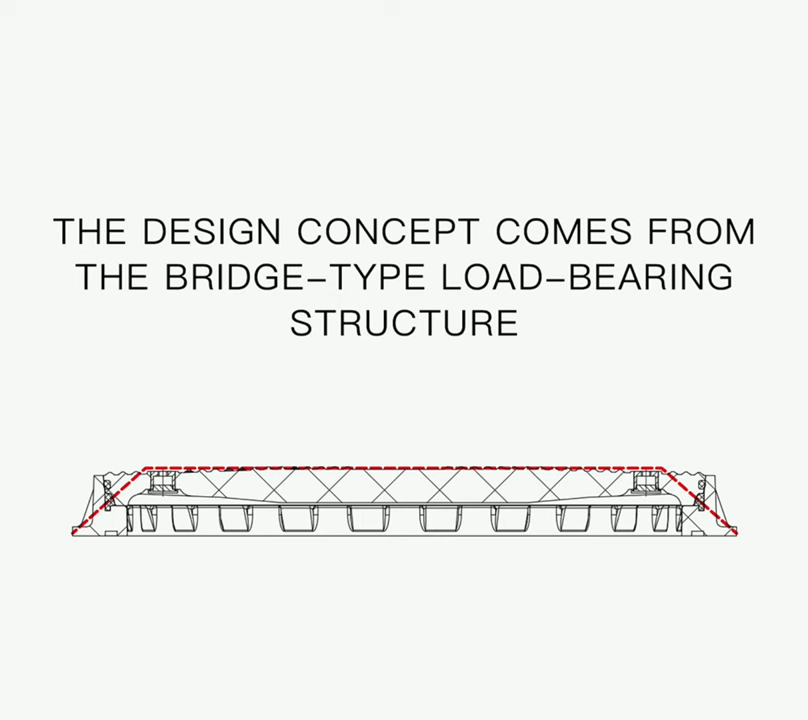 THE DESIGN CONCEPT COMES FROM
THE BRIDGE–TYPE LOAD–BEARING
STRUCTURE